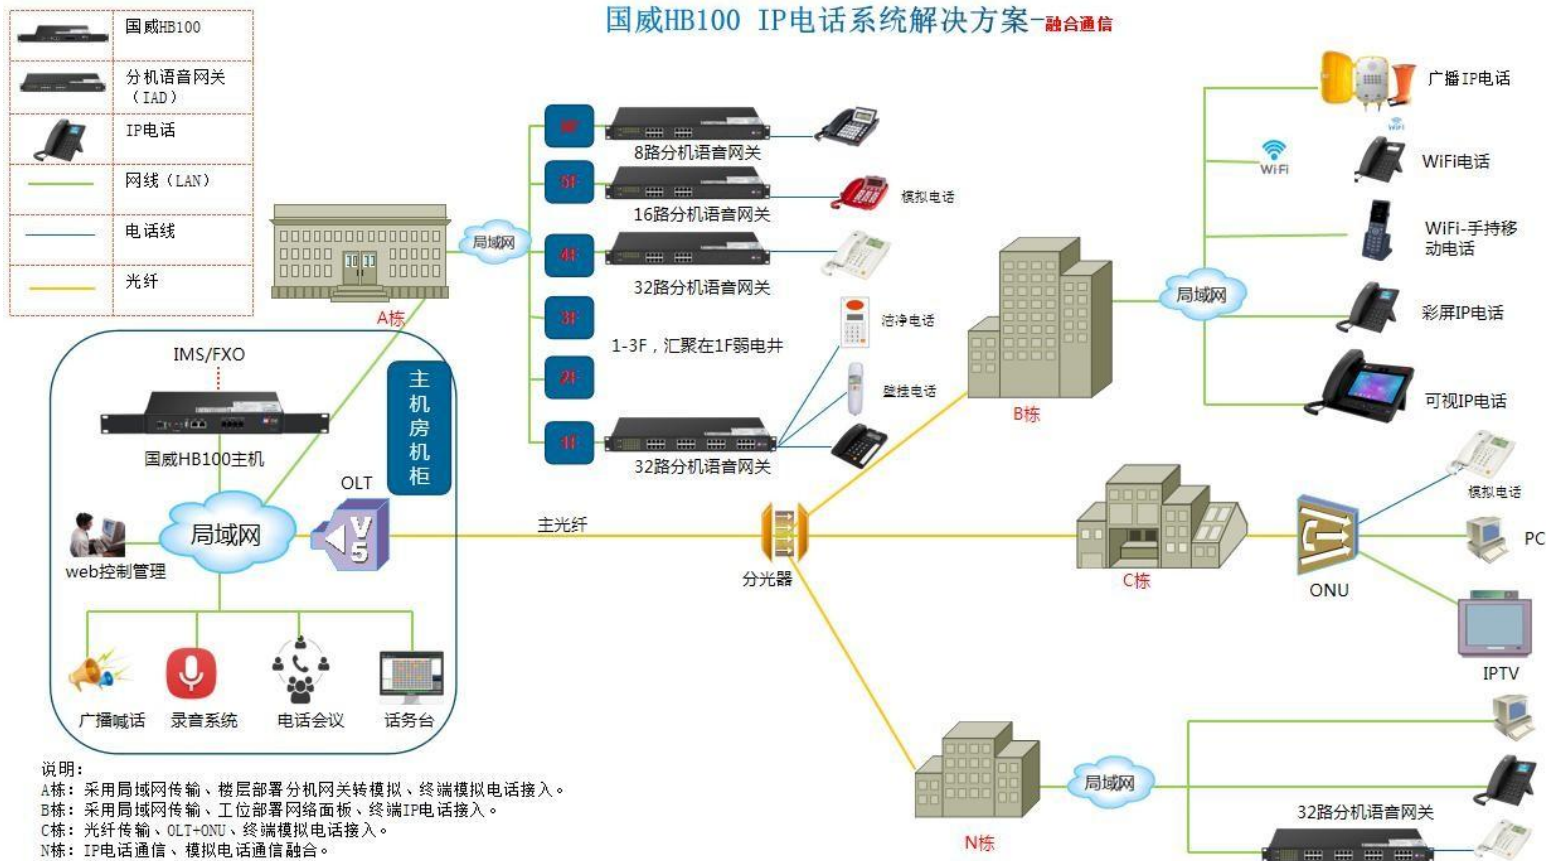 国威HB100 IP电话系统解决方案-融合通信
国威HB100
分机语音网关
（IAD）
IP电话
网线（LAN）
电话线
光纤
A栋
局域网
8路分机语音网关
5F
16路分机语音网关
模拟电话
4F
32路分机语音网关
3F
1-3F，汇聚在1F弱电井
2F
1F
32路分机语音网关
洁净电话
壁挂电话
B栋
局域网
广播IP电话
WiFi
WiFi
WiFi电话
WiFi-手持移
动电话
彩屏IP电话
可视IP电话
IMS/FXO
主机房机柜
国威HB100主机
OLT
V5
局域网
web控制管理
主光纤
分光器
C栋
ONU
模拟电话
PC
IPTV
广播喊话
录音系统
电话会议
话务台
N栋
局域网
32路分机语音网关
说明：
A栋：采用局域网传输、楼层部署分机网关转模拟、终端模拟电话接入。
B栋：采用局域网传输、工位部署网络面板、终端IP电话接入。
C栋：光纤传输、OLT+ONU、终端模拟电话接入。
N栋：IP电话通信、模拟电话通信融合。